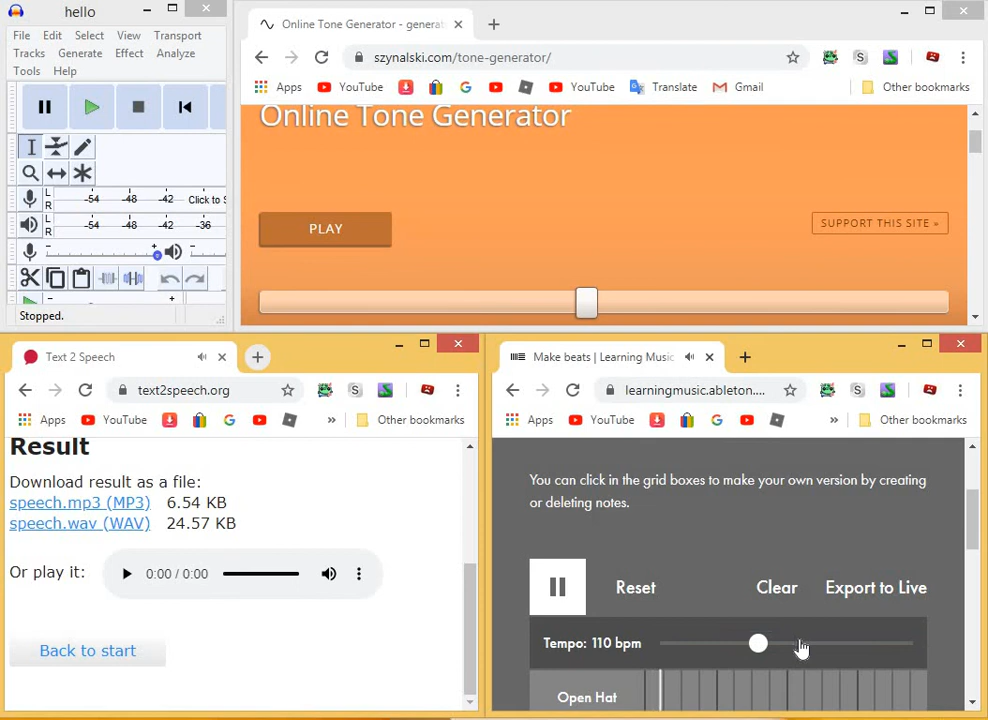 hello
File Edit Select View Transport
Tracks Generate Effect Analyze
Tools Help
L
R
-54 -48 -42 Click to S
L
R
-54 -48 -42 -36
Stopped.
Online Tone Generator - genera
szynalski.com/tone-generator/
Apps YouTube YouTube Translate Gmail Other bookmarks
Online Tone Generator
PLAY
SUPPORT THIS SITE »
Text 2 Speech
text2speech.org
Apps YouTube » Other bookmarks
Result
Download result as a file:
speech.mp3 (MP3) 6.54 KB
speech.wav (WAV) 24.57 KB
Or play it: 0:00 / 0:00
Back to start
Make beats | Learning Music
learningmusic.ableton....
Apps YouTube » Other bookmarks
You can click in the grid boxes to make your own version by creating
or deleting notes.
Reset Clear Export to Live
Tempo: 110 bpm
Open Hat